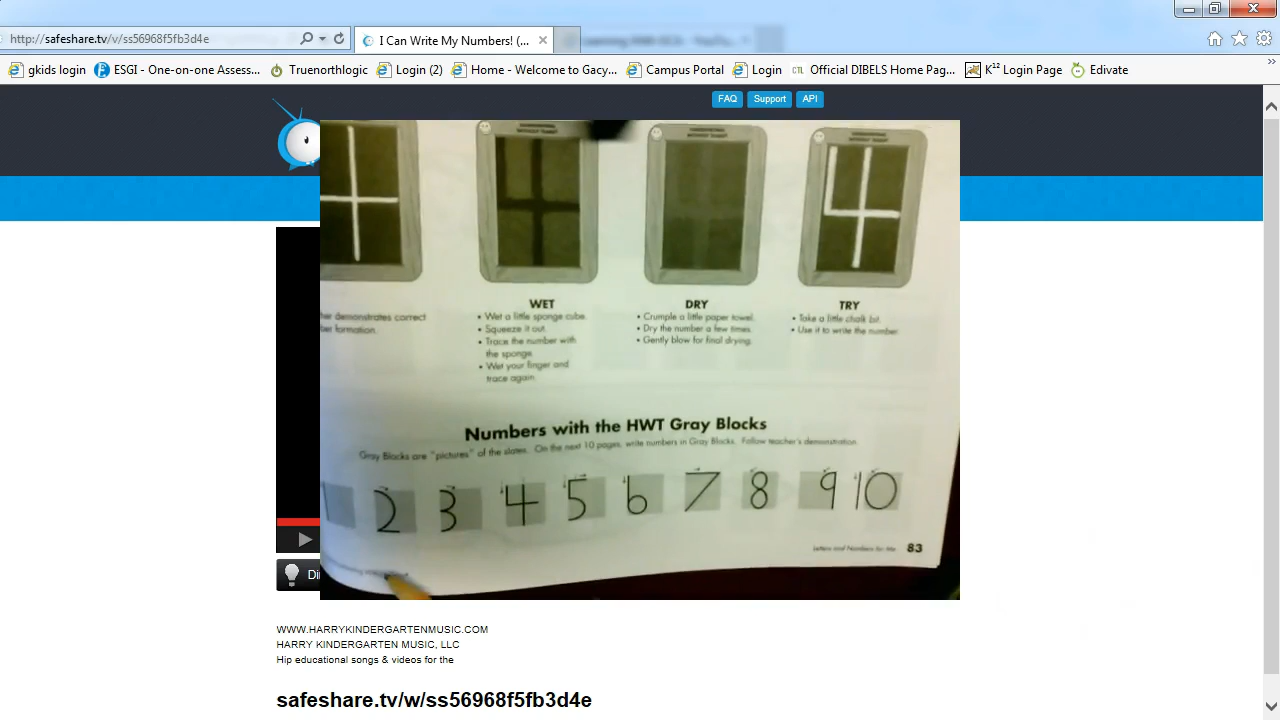 http://safeshare.tv/v/ss56968f5fb3d4e
I Can Write My Numbers! (...
gkids login
ESGI - One-on-one Assess...
Truenorthlogic
Login (2)
Home - Welcome to Gacy...
Campus Portal
Login
CTL Official DIBELS Home Pag...
K12 Login Page
Edivate
FAQ
Support
API
WET
• Wet a little sponge cube.
• Squeeze it out.
• Trace the number with
the sponge.
• Wet your finger and
trace again.
DRY
• Crumple a little paper towel.
• Dry the number a few times.
• Gently blow for final drying.
TRY
• Take a little chalk bit.
• Use it to write the number.
demonstrates correct
formation.
Numbers with the HWT Gray Blocks
Gray Blocks are "pictures" of the slates. On the next 10 pages, write numbers in Gray Blocks. Follow teacher's demonstration.
1 2 3 4 5 6 7 8 9 10
Letters and Numbers for Me 83
Di
WWW.HARRYKINDERGARTENMUSIC.COM
HARRY KINDERGARTEN MUSIC, LLC
Hip educational songs & videos for the
safeshare.tv/w/ss56968f5fb3d4e